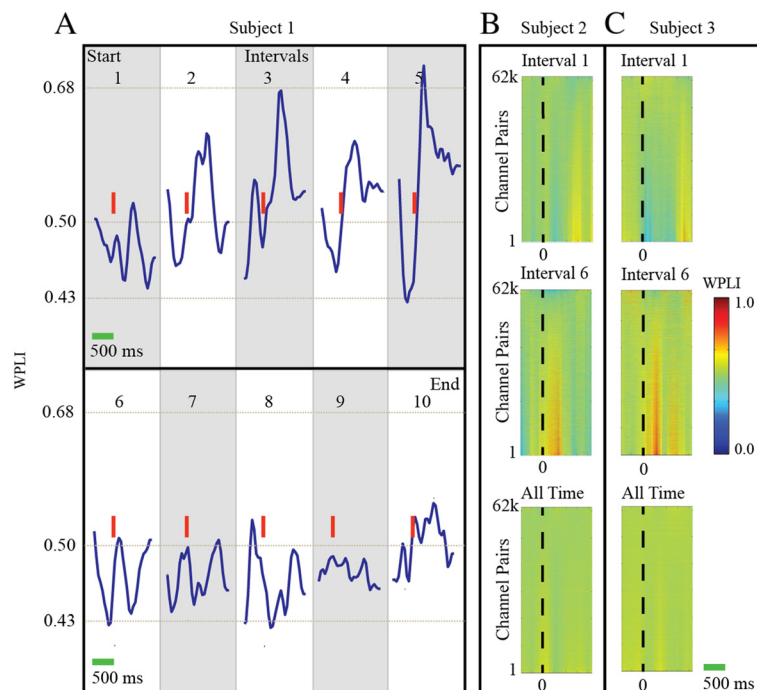 A
Subject 1
Start
Intervals
1 2 3 4 5
0.68
0.50
0.43
500 ms
WPLI
End
6 7 8 9 10
0.68
0.50
0.43
500 ms
B
Subject 2
Interval 1
62k
Channel Pairs
1
0
Interval 6
62k
Channel Pairs
1
0
All Time
62k
Channel Pairs
1
0
C
Subject 3
Interval 1
0
Interval 6
0
WPLI
1.0
0.0
All Time
0
500 ms